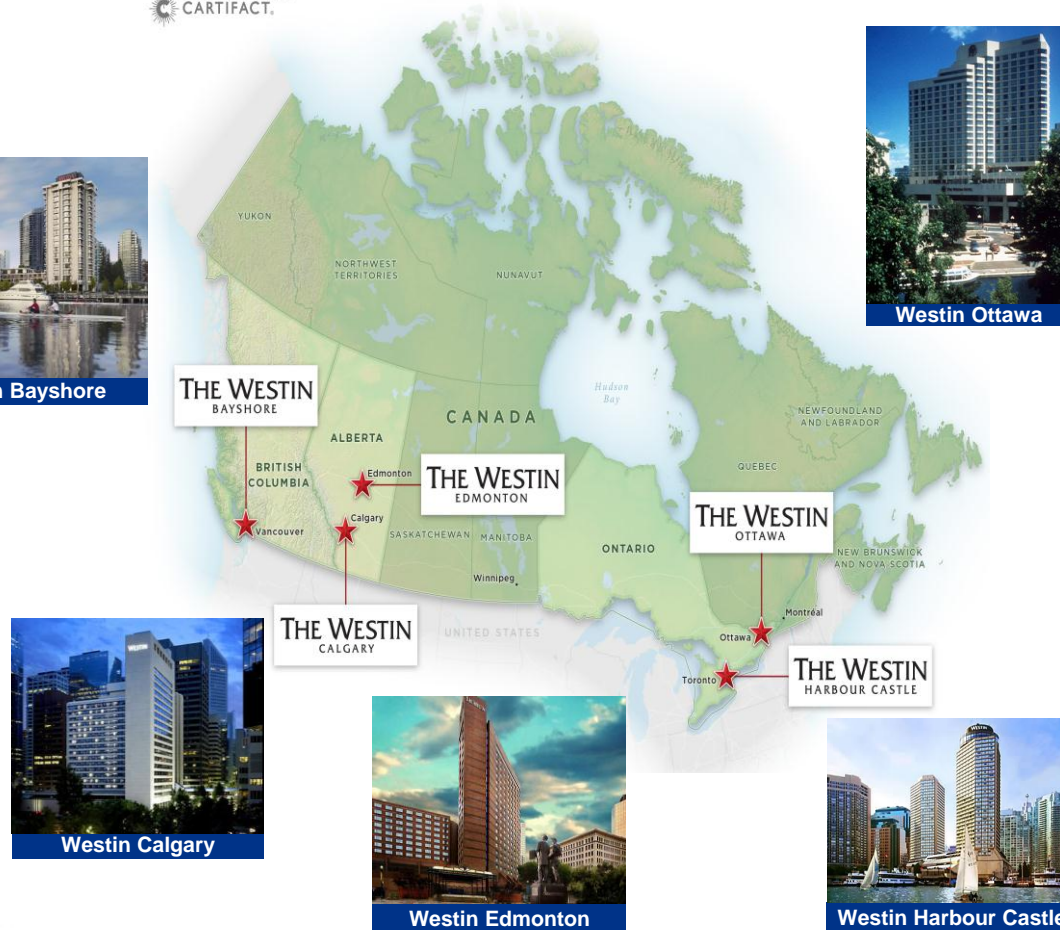 CARTIFACT®
YUKON
NORTHWEST
TERRITORIES
NUNAVUT
Westin Ottawa
Bayshore
THE WESTIN
BAYSHORE
Hudson
Bay
CANADA
NEWFOUNDLAND
AND LABRADOR
ALBERTA
BRITISH
COLUMBIA
Edmonton
THE WESTIN
EDMONTON
QUEBEC
Calgary
Vancouver
SASKATCHEWAN
MANITOBA
ONTARIO
THE WESTIN
OTTAWA
NEW BRUNSWICK
AND NOVA SCOTIA
Winnipeg
THE WESTIN
CALGARY
UNITED STATES
Montréal
Ottawa
Toronto
THE WESTIN
HARBOUR CASTLE
WESTIN
Westin Calgary
Westin Edmonton
WESTIN
Westin Harbour Castle